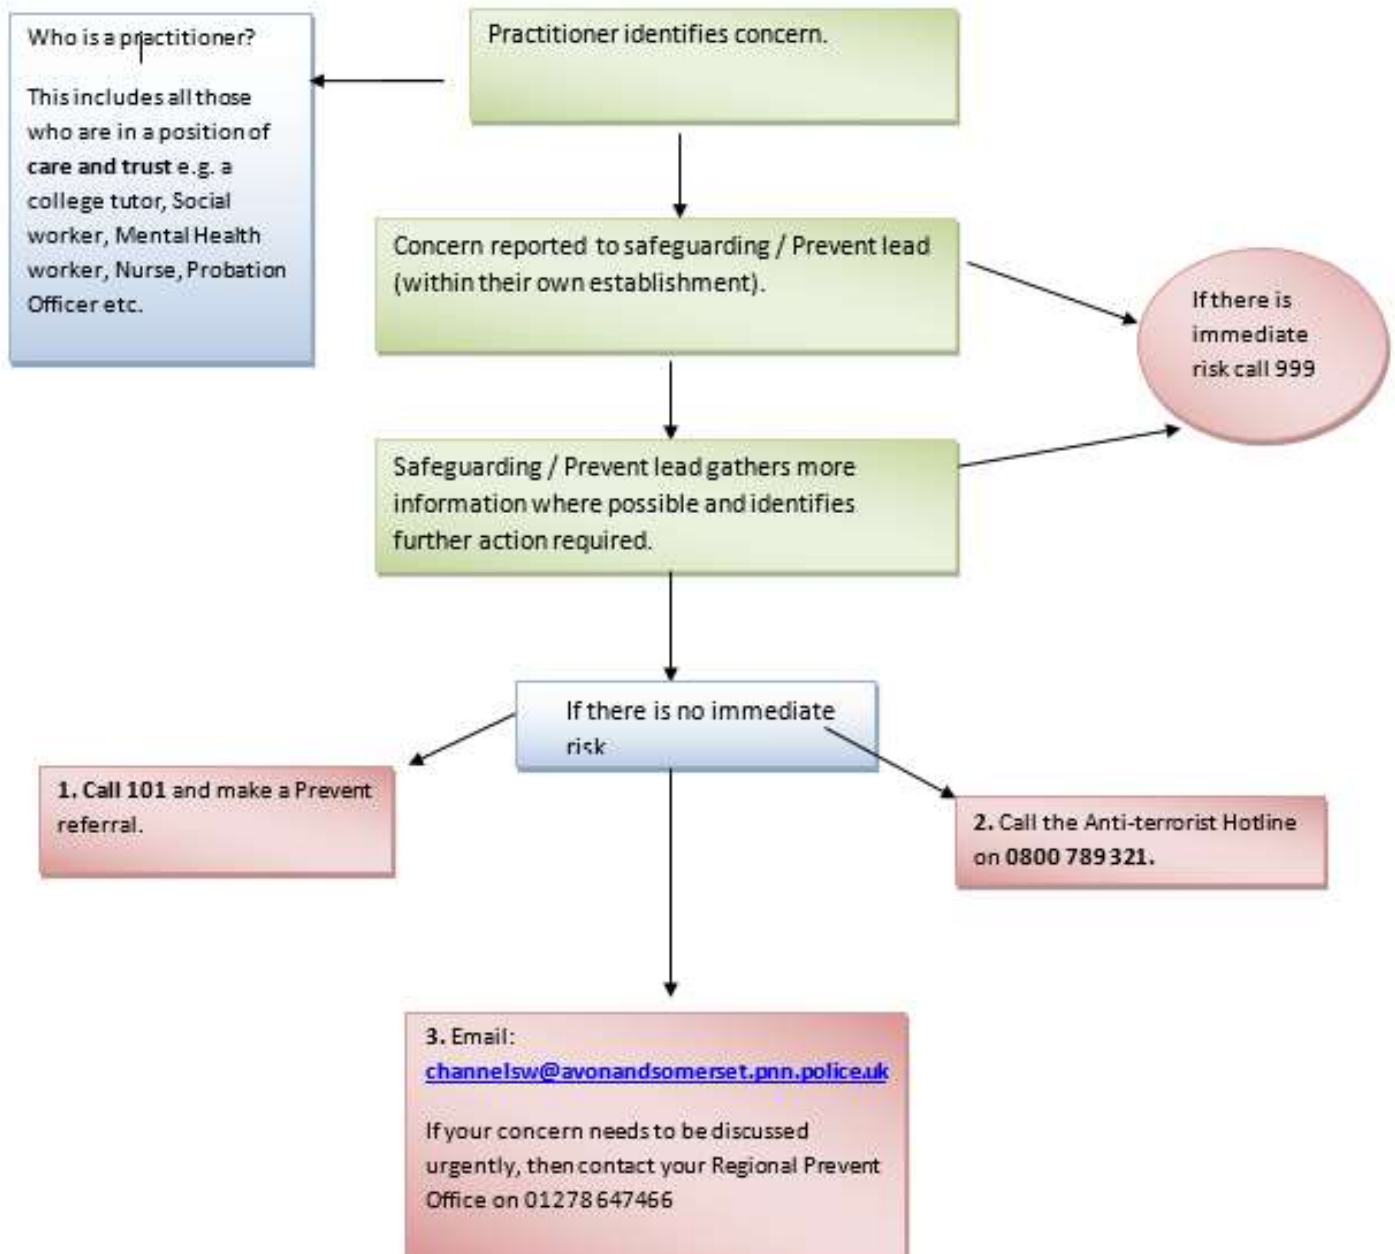 Who is a practitioner?
This includes all those
who are in a position of
care and trust e.g. a
college tutor, Social
worker, Mental Health
worker, Nurse, Probation
Officer etc.
Practitioner identifies concern.
Concern reported to safeguarding / Prevent lead
(within their own establishment).
If there is
immediate
risk call 999
Safeguarding / Prevent lead gathers more
information where possible and identifies
further action required.
If there is no immediate
risk
1. Call 101 and make a Prevent
referral.
2. Call the Anti-terrorist Hotline
on 0800 789321.
3. Email:
channelsw@avonandsomerset.pnn.police.uk
If your concern needs to be discussed
urgently, then contact your Regional Prevent
Office on 01278647466